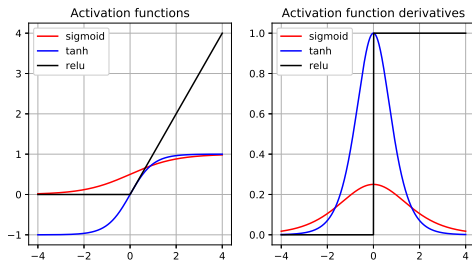 Activation functions
sigmoid
tanh
relu
4
3
2
1
0
−1
−4
−2
0
2
4
Activation function derivatives
sigmoid
tanh
relu
1.0
0.8
0.6
0.4
0.2
0.0
−4
−2
0
2
4